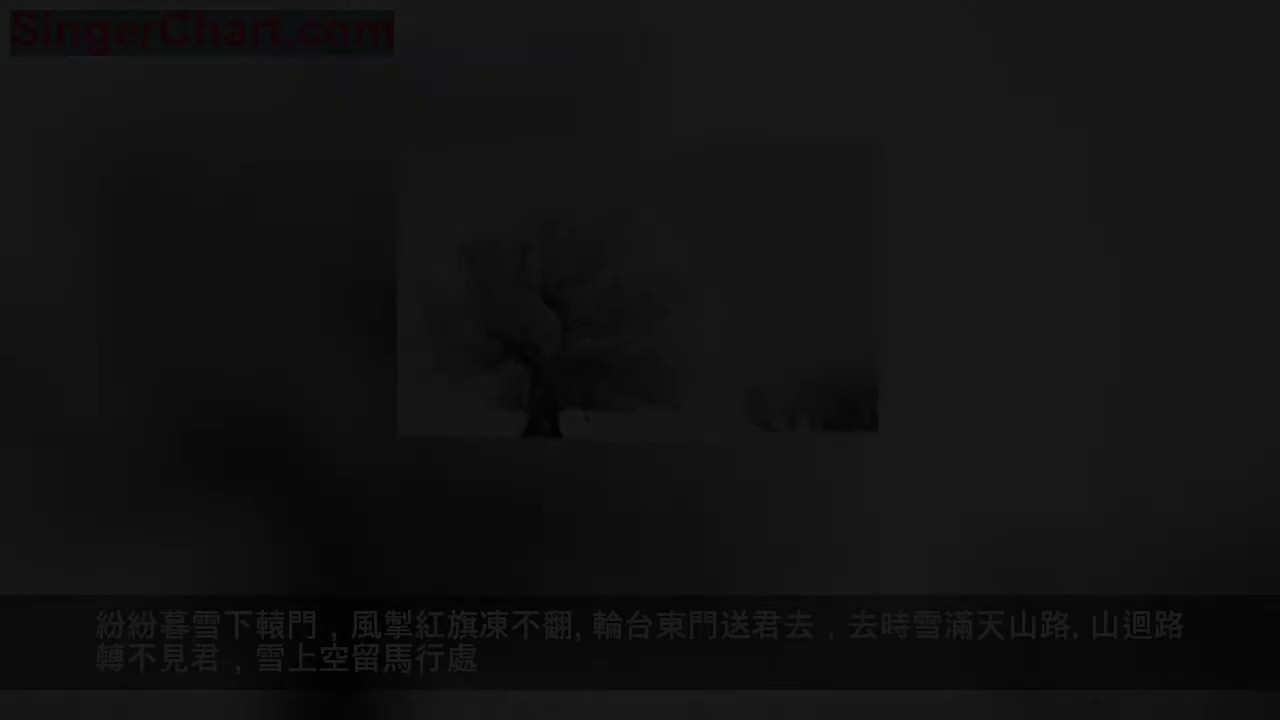 SingerChart.com
紛紛暮雪下轅門﹐風掣紅旗凍不翻, 輪台東門送君去﹐去時雪滿天山路, 山迴路
轉不見君﹐雪上空留馬行處